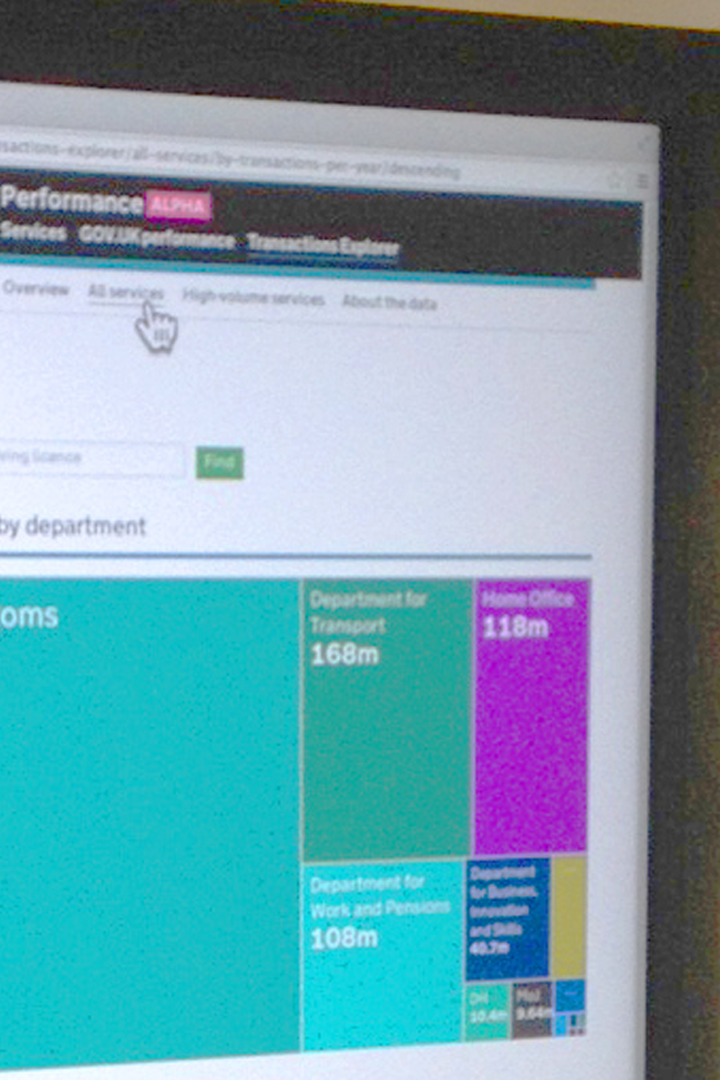 sactions-explorer/all-services/by-transactions-per-year/descending
Performance ALPHA
Services GOV.UK performance Transactions Explorer
Overview All services High-volume services About the data
ving licence Find
by department
oms
Department for
Transport
168m
Home Office
118m
Department for
Work and Pensions
108m
Department
for Business,
Innovation
and Skills
40.7m
DH
10.4m
MoJ
9.64m